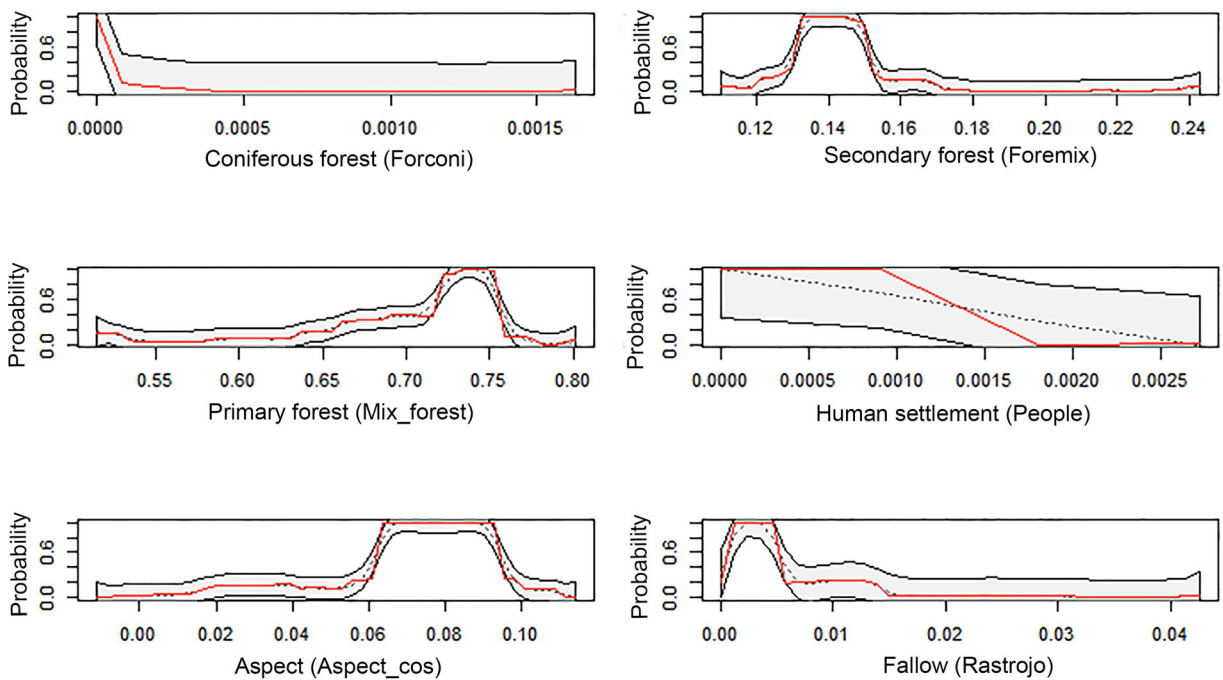 Probability
0.0 0.6
0.0000 0.0005 0.0010 0.0015
Coniferous forest (Forconi)
Probability
0.0 0.6
0.12 0.14 0.16 0.18 0.20 0.22 0.24
Secondary forest (Foremix)
Probability
0.0 0.6
0.55 0.60 0.65 0.70 0.75 0.80
Primary forest (Mix_forest)
Probability
0.0 0.6
0.0000 0.0005 0.0010 0.0015 0.0020 0.0025
Human settlement (People)
Probability
0.0 0.6
0.00 0.02 0.04 0.06 0.08 0.10
Aspect (Aspect_cos)
Probability
0.0 0.6
0.00 0.01 0.02 0.03 0.04
Fallow (Rastrojo)